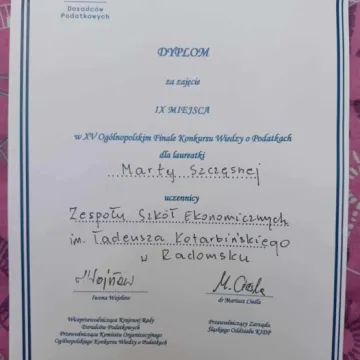 Doradców
Podatkowych
DYPLOM
za zajęcie
IX MIEJSCA
w XV Ogólnopolskim Finale Konkursu Wiedzy o Podatkach
dla laureatki
Marty Szczęsnej
uczennicy
Zespołu Szkół Ekonomicznych
im. Tadeusza Kotarbińskiego
w Radomsku
Iwona Wojnów
dr Mariusz Cieśla
Wiceprzewodnicząca Krajowej Rady
Doradców Podatkowych
Przewodnicząca Komitetu Organizacyjnego
Ogólnopolskiego Konkursu Wiedzy o Podatkach
Przewodniczący Zarządu
Śląskiego Oddziału KIDP